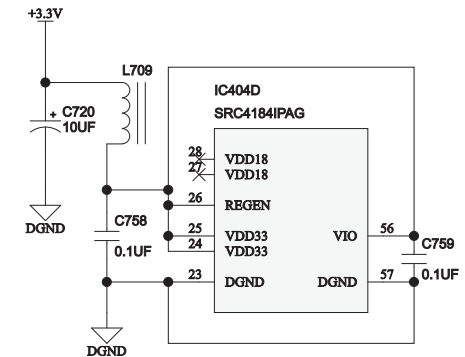 +3.3V
L709
IC404D
SRC4184IPAG
+ C720
10UF
28
VDD18
27
VDD18
26
REGEN
DGND
C758
25
VDD33
VIO
56
24
VDD33
C759
0.1UF
23
DGND
DGND
57
0.1UF
DGND